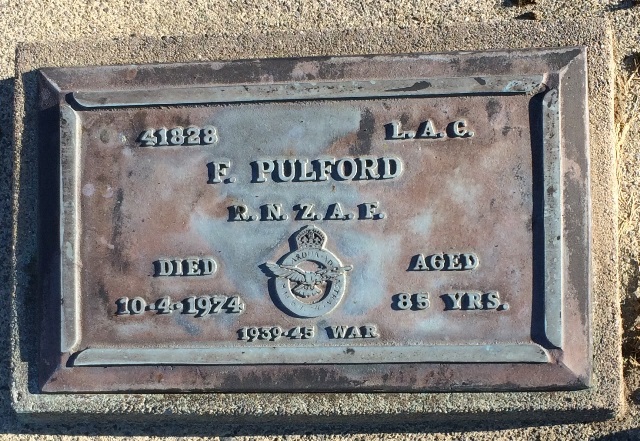 41828 L.A.C.
F. PULFORD
R.N.Z.A.F.
DIED AGED
10-4-1974 85 YRS.
1939-45 WAR